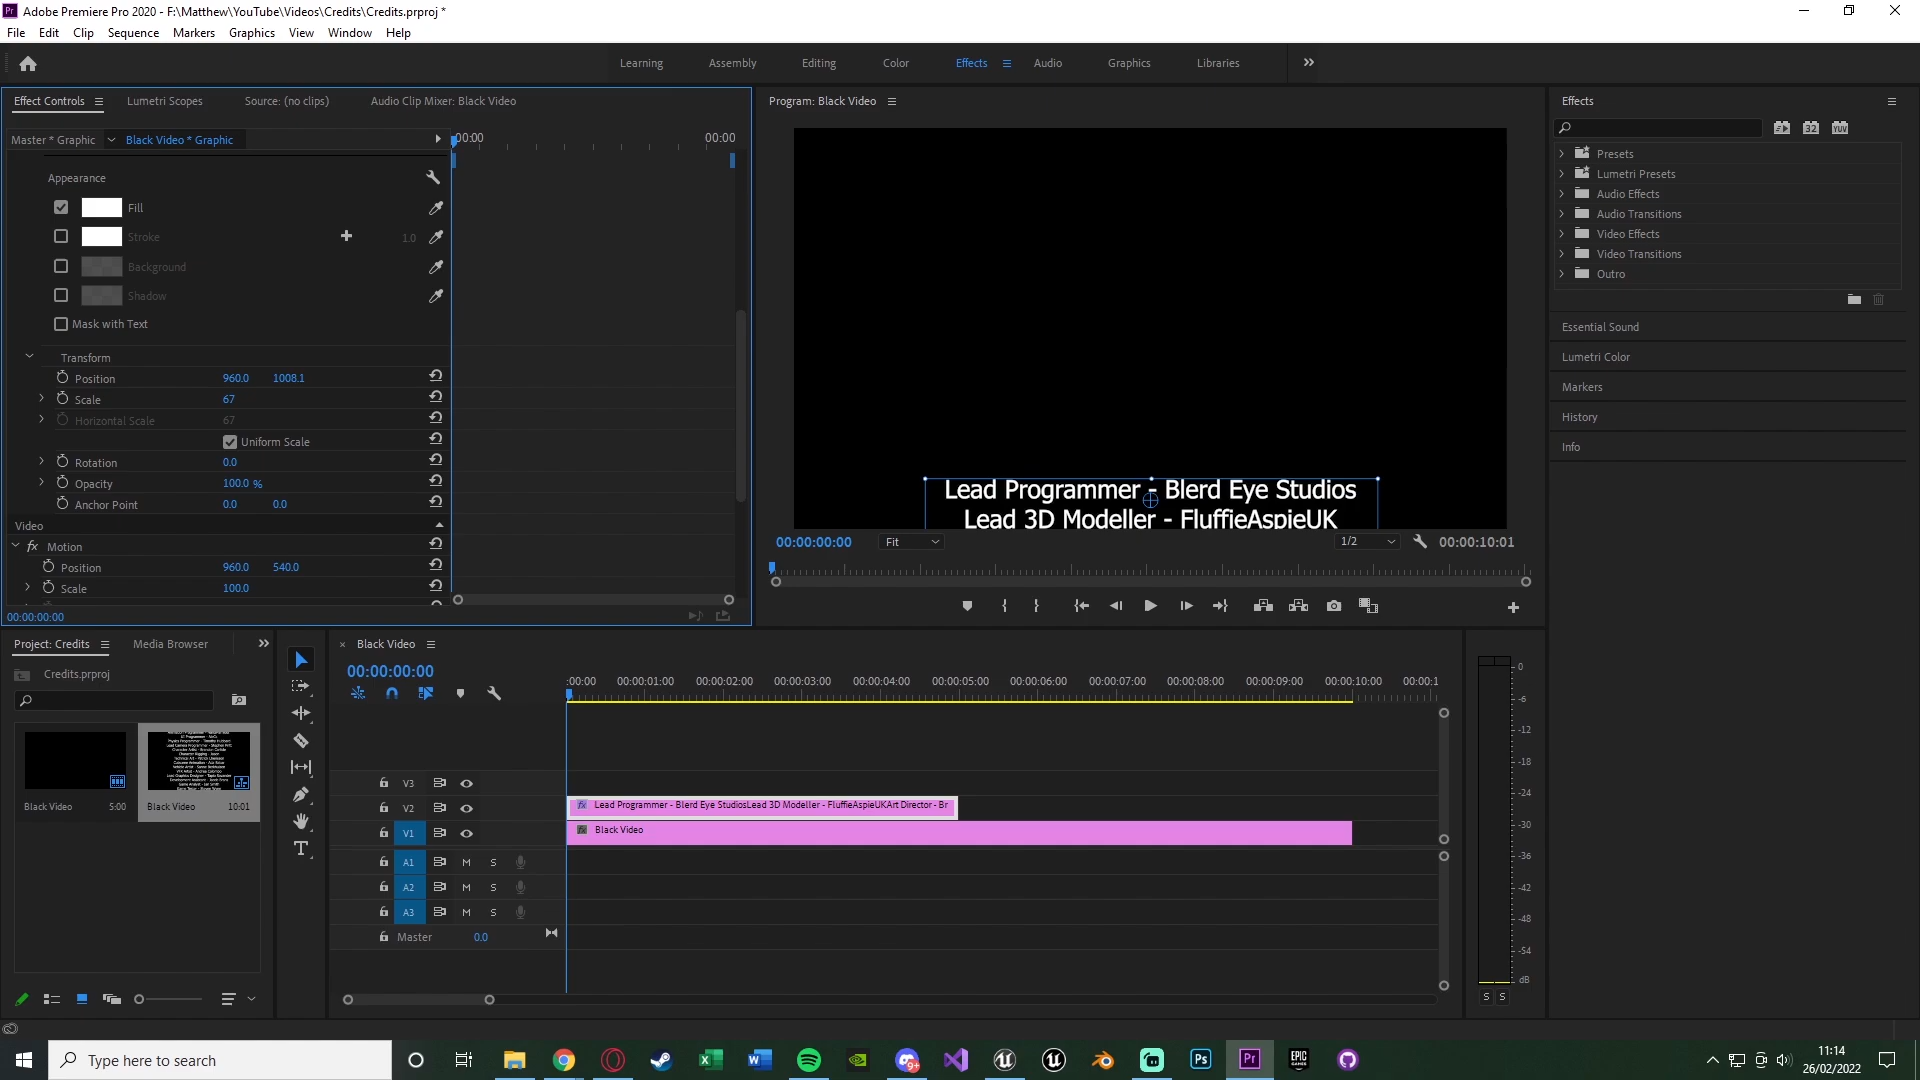 Adobe Premiere Pro 2020 - F:\Matthew\YouTube\Videos\Credits\Credits.prproj *
File Edit Clip Sequence Markers Graphics View Window Help
Learning Assembly Editing Color Effects Audio Graphics Libraries
Effect Controls Lumetri Scopes Source: (no clips) Audio Clip Mixer: Black Video
Master * Graphic Black Video * Graphic 00:00 00:00
Appearance
Fill
Stroke 1.0
Background
Shadow
Mask with Text
Transform
Position 960.0 1008.1
Scale 67
Horizontal Scale 67
Uniform Scale
Rotation 0.0
Opacity 100.0 %
Anchor Point 0.0 0.0
Video
fx Motion
Position 960.0 540.0
Scale 100.0
00:00:00:00
Program: Black Video
Lead Programmer - Blerd Eye Studios
Lead 3D Modeller - FluffieAspieUK
00:00:00:00 Fit 1/2 00:00:10:01
Effects
32 YUV
Presets
Lumetri Presets
Audio Effects
Audio Transitions
Video Effects
Video Transitions
Outro
Essential Sound
Lumetri Color
Markers
History
Info
Project: Credits Media Browser
Credits.prproj
Black Video 5:00
Black Video 10:01
Black Video
00:00:00:00
:00:00 00:00:01:00 00:00:02:00 00:00:03:00 00:00:04:00 00:00:05:00 00:00:06:00 00:00:07:00 00:00:08:00 00:00:09:00 00:00:10:00 00:00:1
V3
V2 fx Lead Programmer - Blerd Eye StudiosLead 3D Modeller - FluffieAspieUKArt Director - Br
V1 fx Black Video
A1 M S
A2 M S
A3 M S
Master 0.0
0
-6
-12
-18
-24
-30
-36
-42
-48
-54
dB
S S
Type here to search
9+
Ps
Pr
EPIC GAMES
11:14
26/02/2022